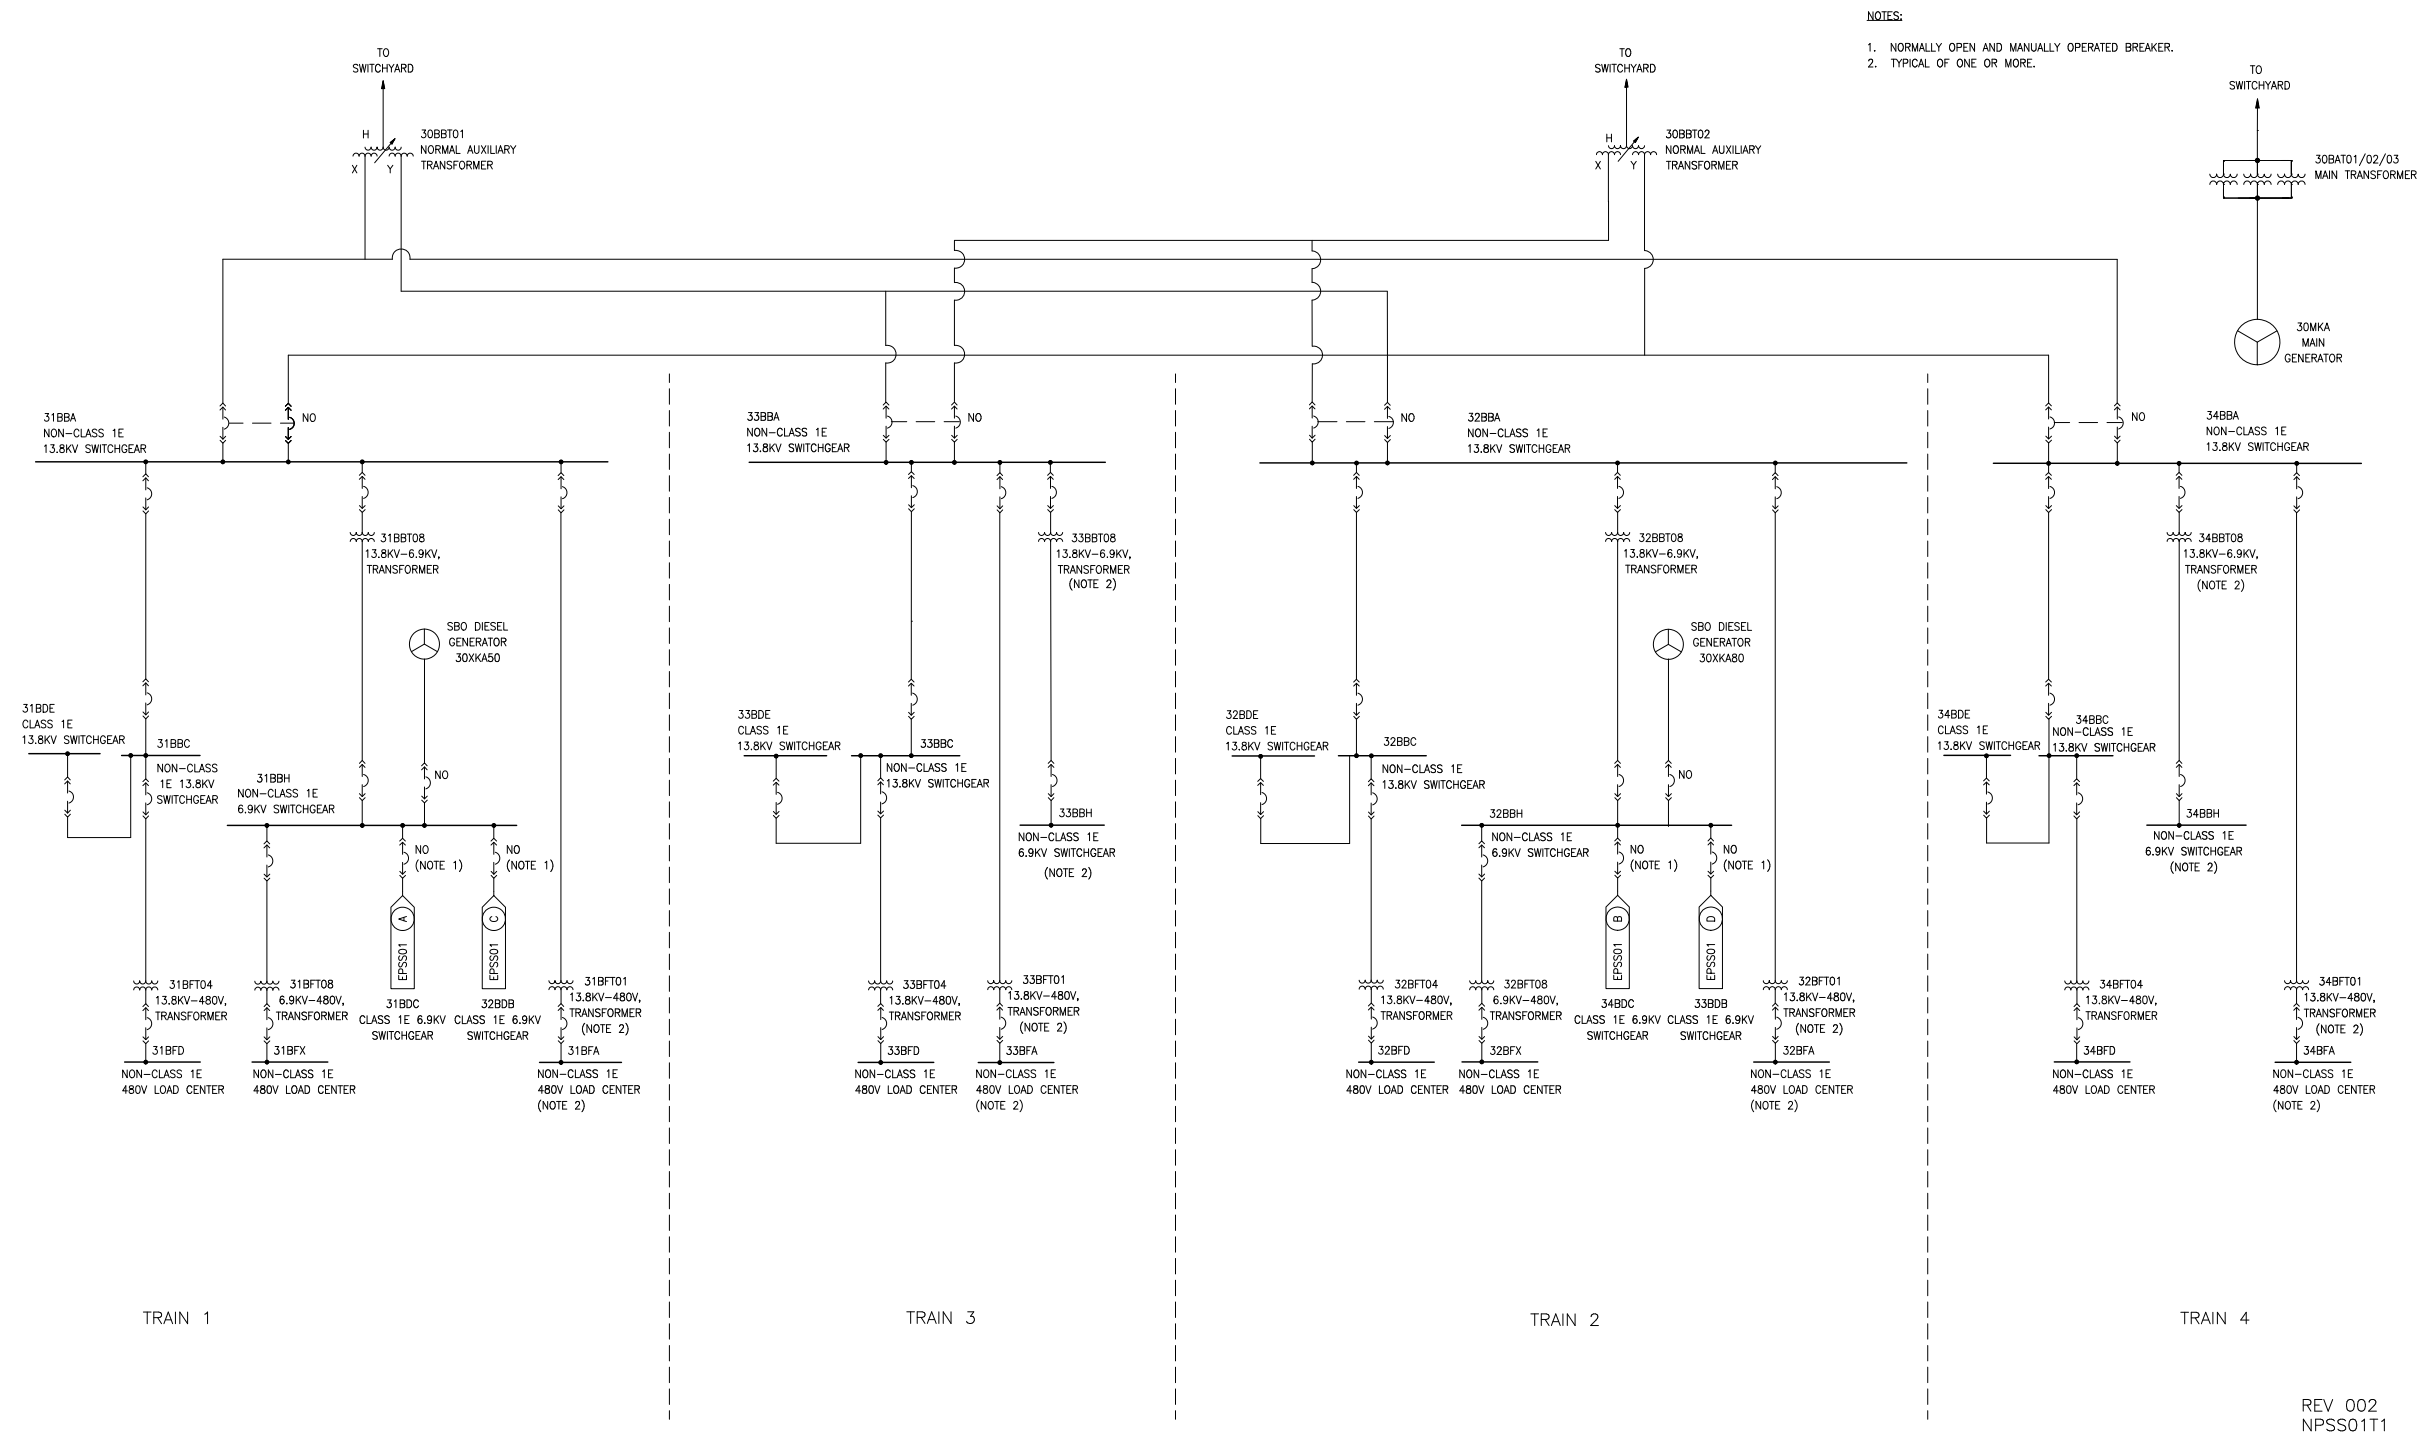 NOTES:
1. NORMALLY OPEN AND MANUALLY OPERATED BREAKER.
2. TYPICAL OF ONE OR MORE.
TO
SWITCHYARD
H
X
Y
30BBT01
NORMAL AUXILIARY
TRANSFORMER
TO
SWITCHYARD
H
X
Y
30BBT02
NORMAL AUXILIARY
TRANSFORMER
TO
SWITCHYARD
30BAT01/02/03
MAIN TRANSFORMER
30MKA
MAIN
GENERATOR
31BBA
NON-CLASS 1E
13.8KV SWITCHGEAR
NO
31BBT08
13.8KV-6.9KV,
TRANSFORMER
SBO DIESEL
GENERATOR
30XKA50
NO
31BDE
CLASS 1E
13.8KV SWITCHGEAR
31BBC
NON-CLASS
1E 13.8KV
SWITCHGEAR
31BBH
NON-CLASS 1E
6.9KV SWITCHGEAR
NO
(NOTE 1)
NO
(NOTE 1)
A
EPSS01
C
EPSS01
31BFT04
13.8KV-480V,
TRANSFORMER
31BFD
NON-CLASS 1E
480V LOAD CENTER
31BFT08
6.9KV-480V,
TRANSFORMER
31BFX
NON-CLASS 1E
480V LOAD CENTER
31BDC
CLASS 1E 6.9KV
SWITCHGEAR
32BDB
CLASS 1E 6.9KV
SWITCHGEAR
31BFT01
13.8KV-480V,
TRANSFORMER
(NOTE 2)
31BFA
NON-CLASS 1E
480V LOAD CENTER
(NOTE 2)
TRAIN 1
33BBA
NON-CLASS 1E
13.8KV SWITCHGEAR
NO
33BBT08
13.8KV-6.9KV,
TRANSFORMER
(NOTE 2)
33BDE
CLASS 1E
13.8KV SWITCHGEAR
33BBC
NON-CLASS 1E
13.8KV SWITCHGEAR
33BBH
NON-CLASS 1E
6.9KV SWITCHGEAR
(NOTE 2)
33BFT04
13.8KV-480V,
TRANSFORMER
33BFD
NON-CLASS 1E
480V LOAD CENTER
33BFT01
13.8KV-480V,
TRANSFORMER
(NOTE 2)
33BFA
NON-CLASS 1E
480V LOAD CENTER
(NOTE 2)
TRAIN 3
32BBA
NON-CLASS 1E
13.8KV SWITCHGEAR
NO
32BBT08
13.8KV-6.9KV,
TRANSFORMER
SBO DIESEL
GENERATOR
30XKA80
NO
32BDE
CLASS 1E
13.8KV SWITCHGEAR
32BBC
NON-CLASS 1E
13.8KV SWITCHGEAR
32BBH
NON-CLASS 1E
6.9KV SWITCHGEAR
NO
(NOTE 1)
NO
(NOTE 1)
B
EPSS01
D
EPSS01
32BFT04
13.8KV-480V,
TRANSFORMER
32BFD
NON-CLASS 1E
480V LOAD CENTER
32BFT08
6.9KV-480V,
TRANSFORMER
32BFX
NON-CLASS 1E
480V LOAD CENTER
34BDC
CLASS 1E 6.9KV
SWITCHGEAR
33BDB
CLASS 1E 6.9KV
SWITCHGEAR
32BFT01
13.8KV-480V,
TRANSFORMER
(NOTE 2)
32BFA
NON-CLASS 1E
480V LOAD CENTER
(NOTE 2)
TRAIN 2
34BBA
NON-CLASS 1E
13.8KV SWITCHGEAR
NO
34BBT08
13.8KV-6.9KV,
TRANSFORMER
(NOTE 2)
34BDE
CLASS 1E
13.8KV SWITCHGEAR
34BBC
NON-CLASS 1E
13.8KV SWITCHGEAR
34BBH
NON-CLASS 1E
6.9KV SWITCHGEAR
(NOTE 2)
34BFT04
13.8KV-480V,
TRANSFORMER
34BFD
NON-CLASS 1E
480V LOAD CENTER
34BFT01
13.8KV-480V,
TRANSFORMER
(NOTE 2)
34BFA
NON-CLASS 1E
480V LOAD CENTER
(NOTE 2)
TRAIN 4
REV 002
NPSS01T1